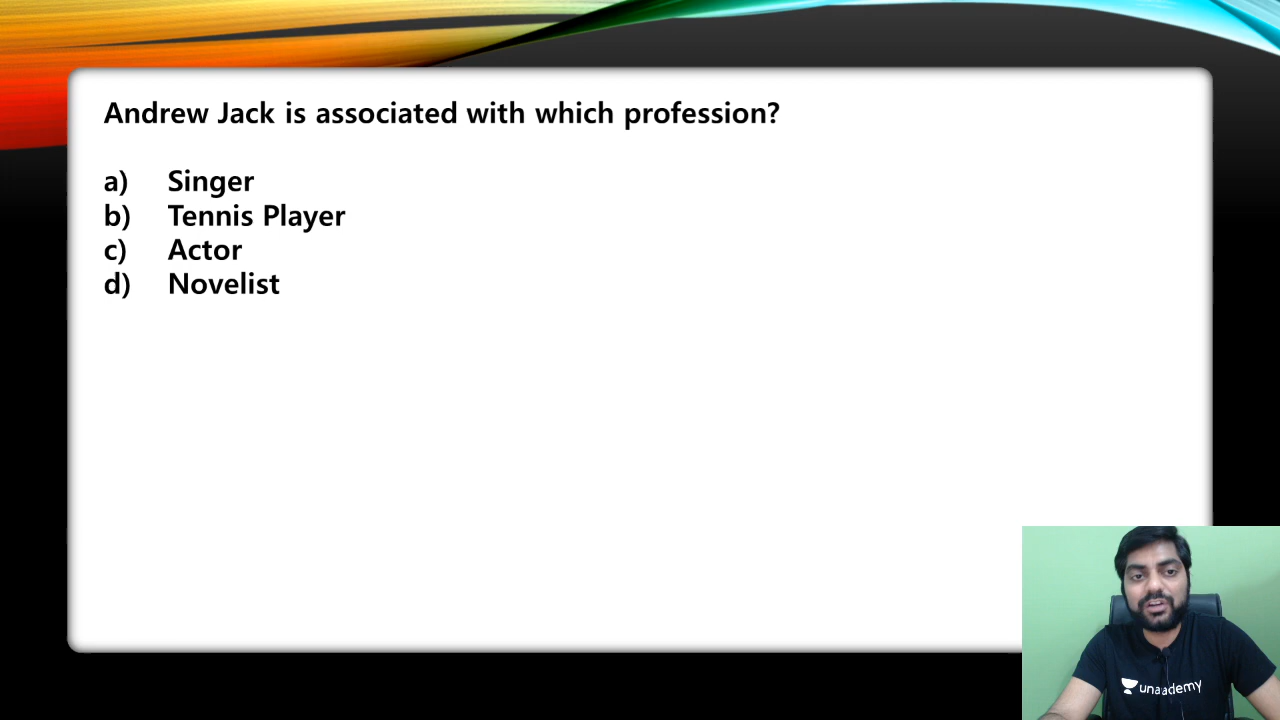 Andrew Jack is associated with which profession?
a) Singer
b) Tennis Player
c) Actor
d) Novelist
unacademy